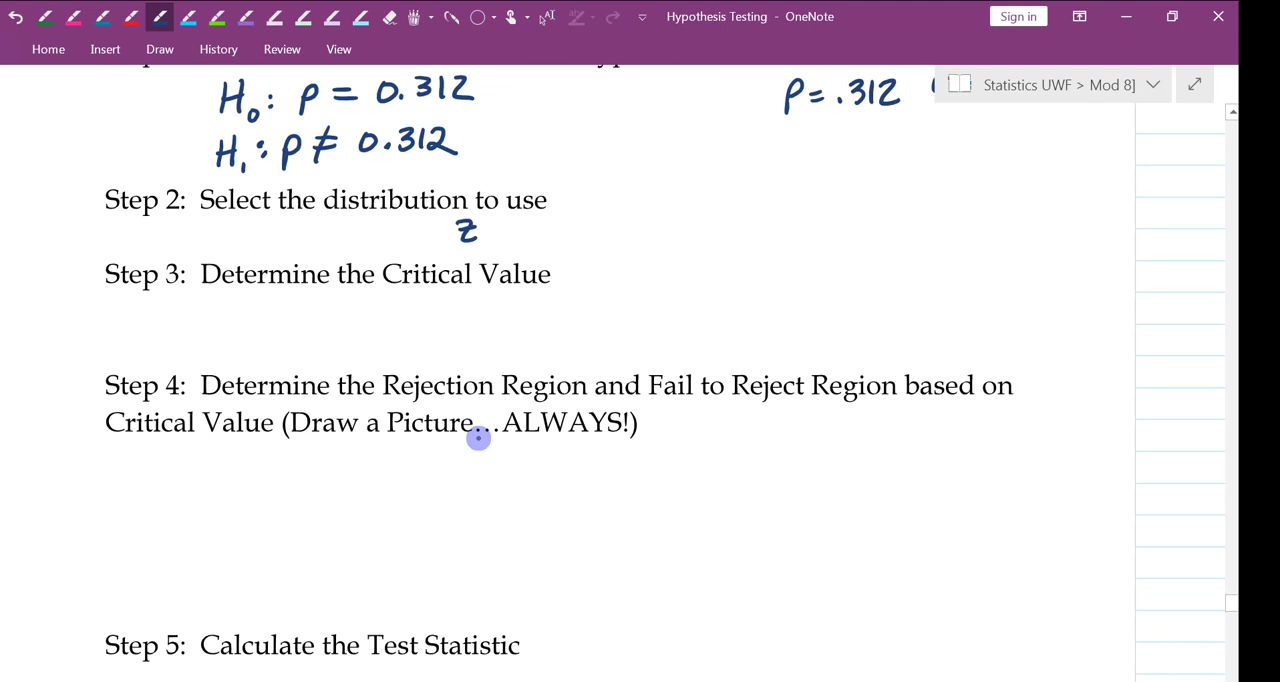 Hypothesis Testing - OneNote
Sign in
Home Insert Draw History Review View
Statistics UWF > Mod 8]
H₀: p = 0.312
p = .312
H₁: p ≠ 0.312
Step 2: Select the distribution to use
z
Step 3: Determine the Critical Value
Step 4: Determine the Rejection Region and Fail to Reject Region based on
Critical Value (Draw a Picture…ALWAYS!)
Step 5: Calculate the Test Statistic